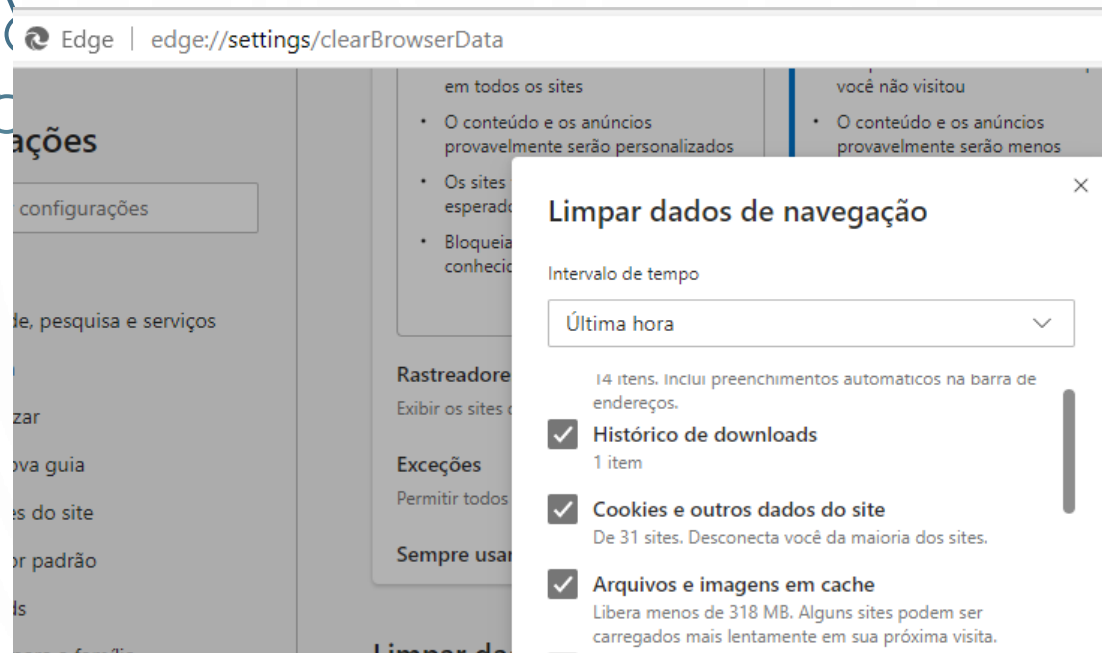 Edge | edge://settings/clearBrowserData
ações
configurações
de, pesquisa e serviços
zar
ova guia
es do site
or padrão
ds
em todos os sites
• O conteúdo e os anúncios
provavelmente serão personalizados
• Os sites
esperado
• Bloqueia
conhecid
Rastreadore
Exibir os sites
Exceções
Permitir todos
Sempre usar
Limpar da
você não visitou
• O conteúdo e os anúncios
provavelmente serão menos
Limpar dados de navegação
Intervalo de tempo
Última hora
14 itens. Inclui preenchimentos automáticos na barra de
endereços.
Histórico de downloads
1 item
Cookies e outros dados do site
De 31 sites. Desconecta você da maioria dos sites.
Arquivos e imagens em cache
Libera menos de 318 MB. Alguns sites podem ser
carregados mais lentamente em sua próxima visita.